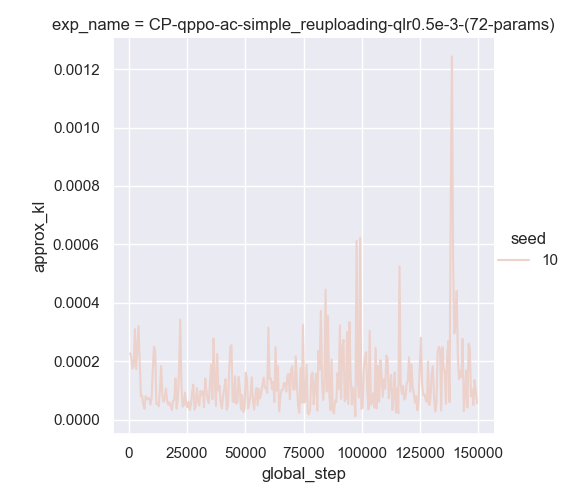 exp_name = CP-qppo-ac-simple_reuploading-qlr0.5e-3-(72-params)
0.0012
0.0010
0.0008
0.0006
0.0004
0.0002
0.0000
approx_kl
0 25000 50000 75000 100000 125000 150000
global_step
seed
10